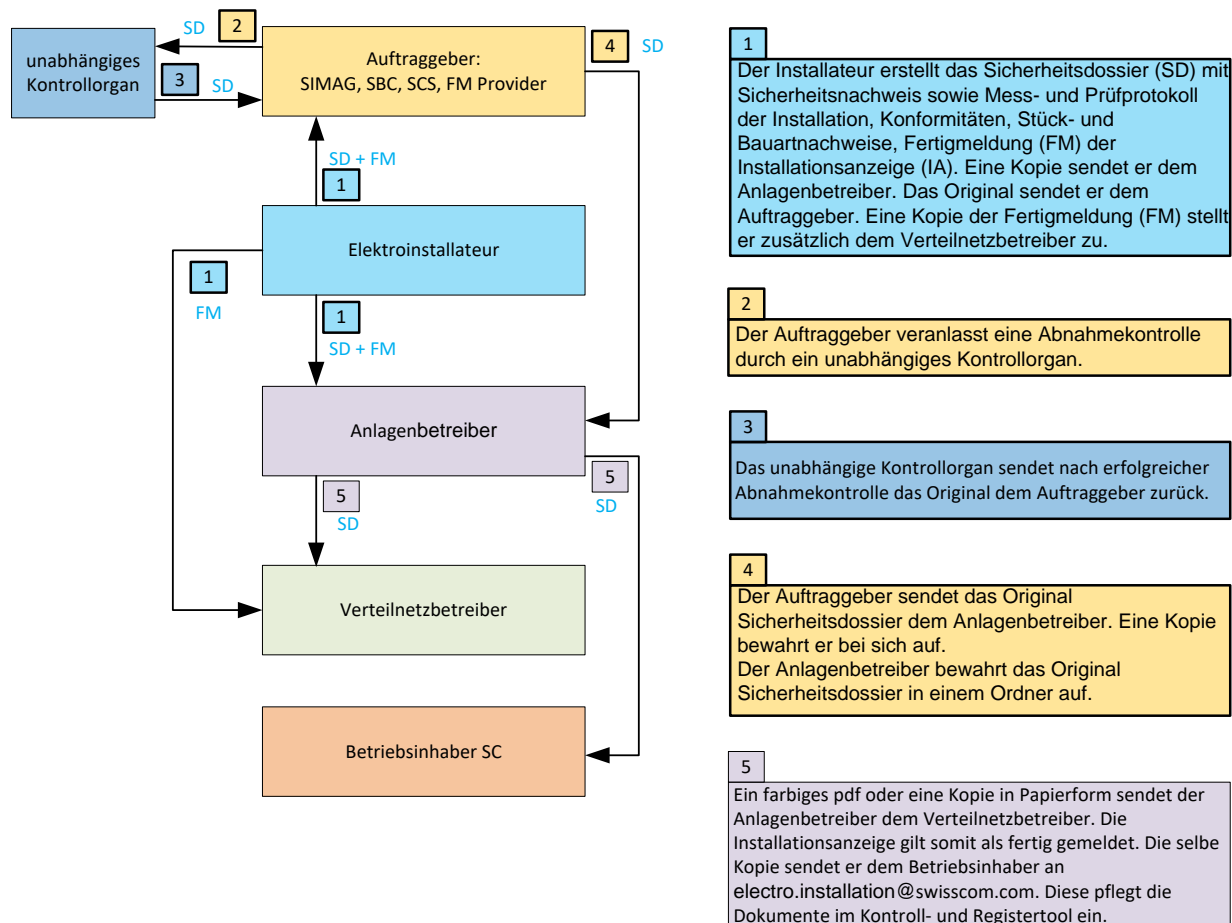 SD
2
unabhängiges
Kontrollorgan
3
SD
Auftraggeber:
SIMAG, SBC, SCS, FM Provider
4
SD
SD + FM
1
Elektroinstallateur
1
FM
1
SD + FM
Anlagenbetreiber
5
SD
5
SD
Verteilnetzbetreiber
Betriebsinhaber SC
1
Der Installateur erstellt das Sicherheitsdossier (SD) mit
Sicherheitsnachweis sowie Mess- und Prüfprotokoll
der Installation, Konformitäten, Stück- und
Bauartnachweise, Fertigmeldung (FM) der
Installationsanzeige (IA). Eine Kopie sendet er dem
Anlagenbetreiber. Das Original sendet er dem
Auftraggeber. Eine Kopie der Fertigmeldung (FM) stellt
er zusätzlich dem Verteilnetzbetreiber zu.
2
Der Auftraggeber veranlasst eine Abnahmekontrolle
durch ein unabhängiges Kontrollorgan.
3
Das unabhängige Kontrollorgan sendet nach erfolgreicher
Abnahmekontrolle das Original dem Auftraggeber zurück.
4
Der Auftraggeber sendet das Original
Sicherheitsdossier dem Anlagenbetreiber. Eine Kopie
bewahrt er bei sich auf.
Der Anlagenbetreiber bewahrt das Original
Sicherheitsdossier in einem Ordner auf.
5
Ein farbiges pdf oder eine Kopie in Papierform sendet der
Anlagenbetreiber dem Verteilnetzbetreiber. Die
Installationsanzeige gilt somit als fertig gemeldet. Die selbe
Kopie sendet er dem Betriebsinhaber an
electro.installation@swisscom.com. Diese pflegt die
Dokumente im Kontroll- und Registertool ein.